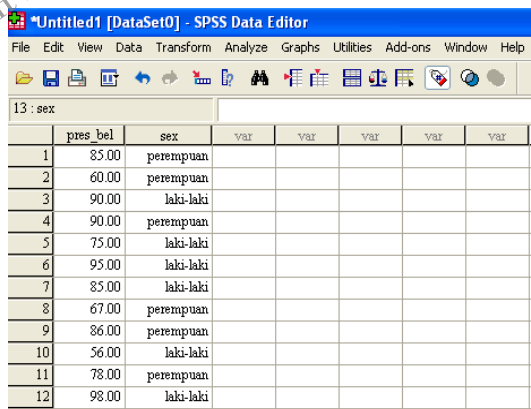 *Untitled1 [DataSet0] - SPSS Data Editor
File Edit View Data Transform Analyze Graphs Utilities Add-ons Window Help
13 : sex
pres_bel sex var var var var var
1 85.00 perempuan
2 60.00 perempuan
3 90.00 laki-laki
4 90.00 perempuan
5 75.00 laki-laki
6 95.00 laki-laki
7 85.00 laki-laki
8 67.00 perempuan
9 86.00 perempuan
10 56.00 laki-laki
11 78.00 perempuan
12 98.00 laki-laki